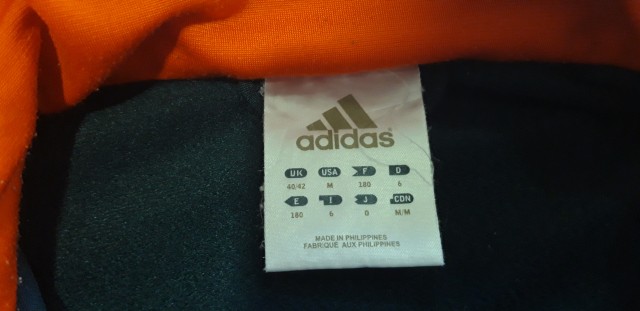 adidas
UK USA F D
40/42 M 180 6
E I J CDN
180 6 O M/M
MADE IN PHILIPPINES
FABRIQUÉ AUX PHILIPPINES